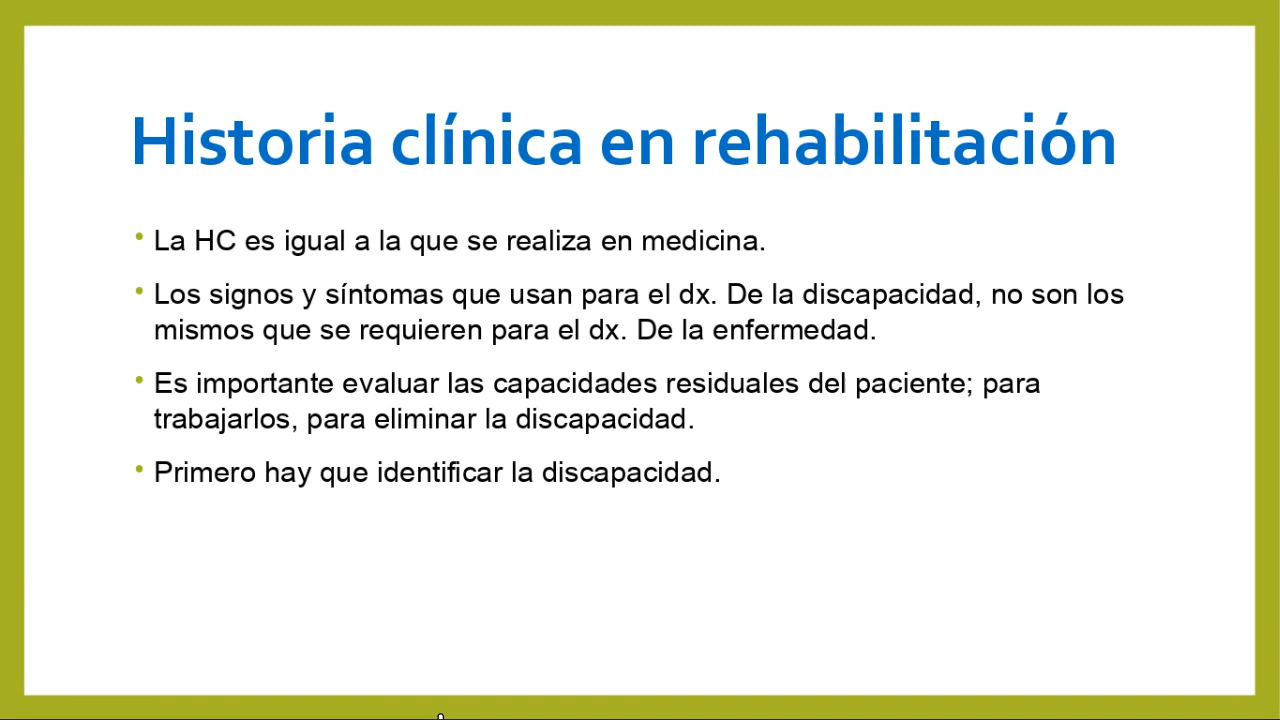 Historia clínica en rehabilitación
• La HC es igual a la que se realiza en medicina.
• Los signos y síntomas que usan para el dx. De la discapacidad, no son los
mismos que se requieren para el dx. De la enfermedad.
• Es importante evaluar las capacidades residuales del paciente; para
trabajarlos, para eliminar la discapacidad.
• Primero hay que identificar la discapacidad.